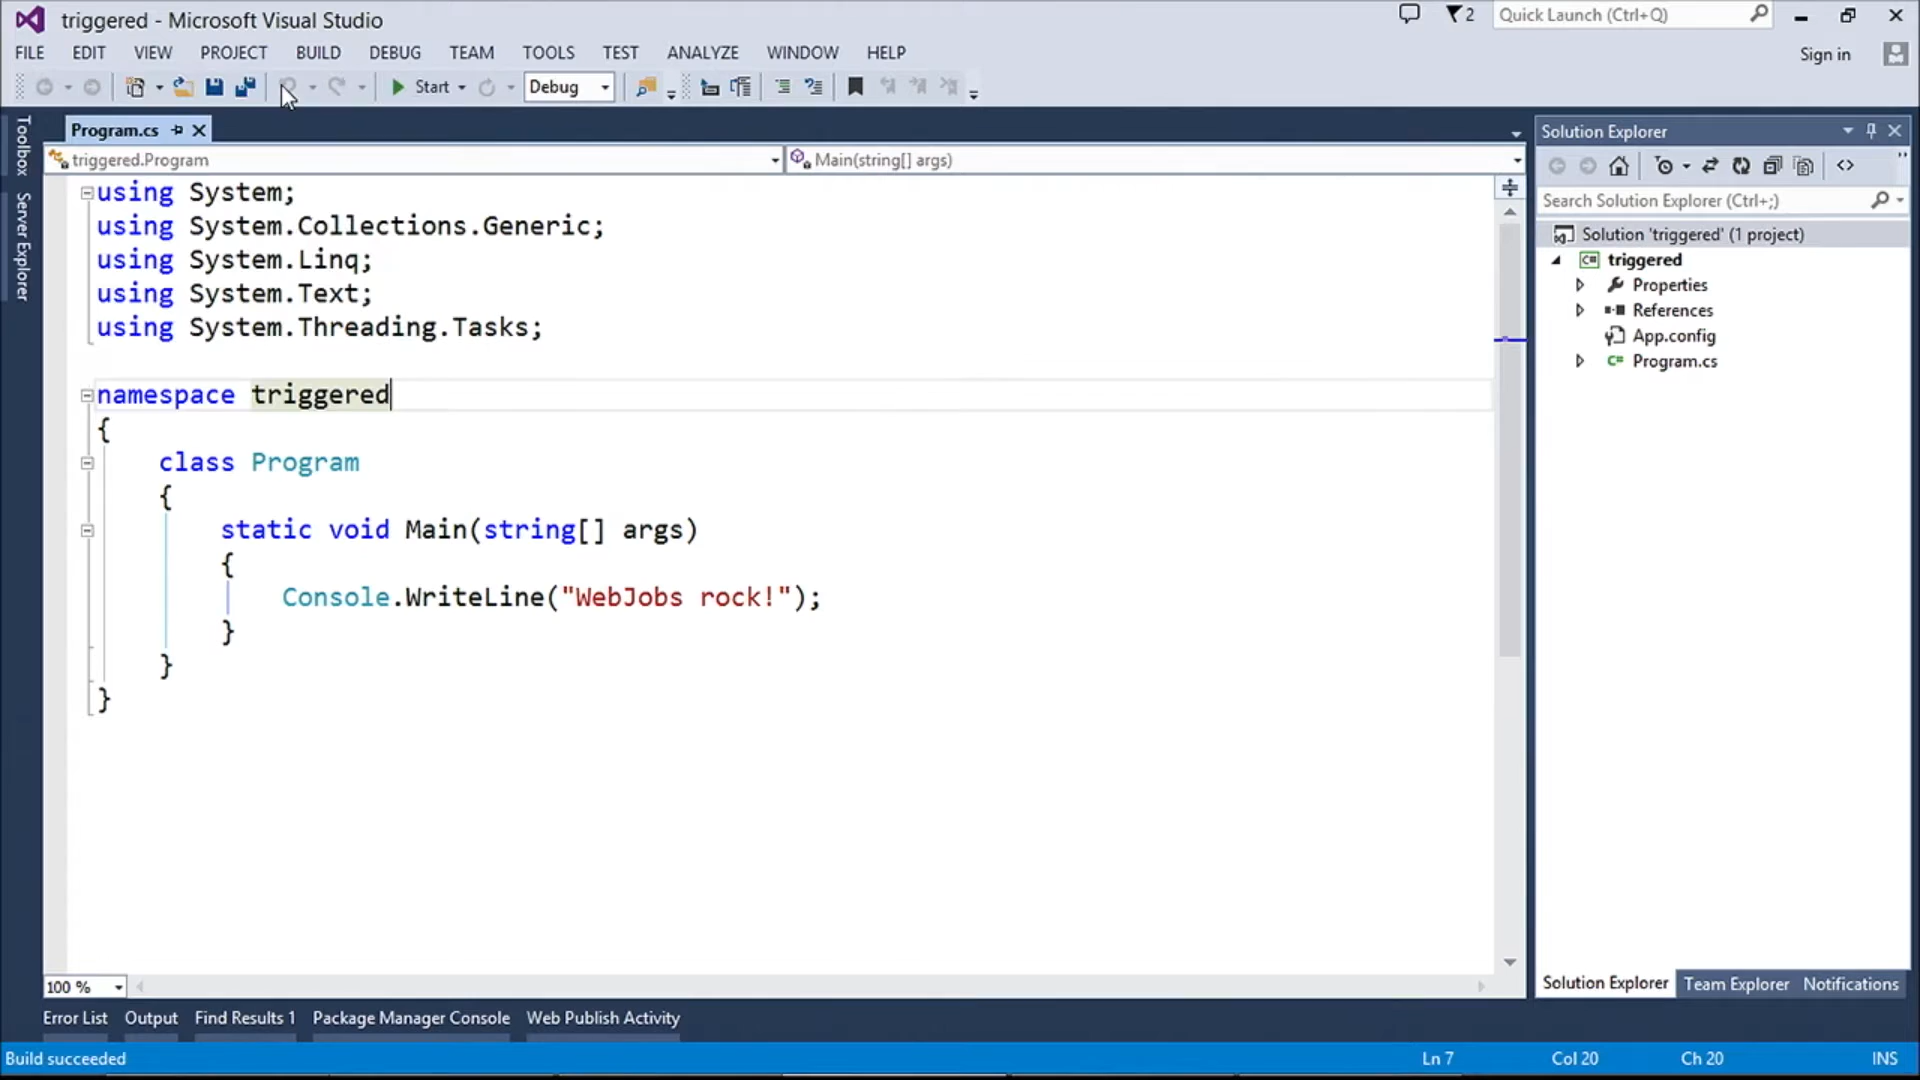 triggered - Microsoft Visual Studio
2
Quick Launch (Ctrl+Q)
FILE EDIT VIEW PROJECT BUILD DEBUG TEAM TOOLS TEST ANALYZE WINDOW HELP
Sign in
Start Debug
Toolbox
Server Explorer
Program.cs
triggered.Program
Main(string[] args)
using System;
using System.Collections.Generic;
using System.Linq;
using System.Text;
using System.Threading.Tasks;
namespace triggered
{
class Program
{
static void Main(string[] args)
{
Console.WriteLine("WebJobs rock!");
}
}
}
100 %
Solution Explorer
Search Solution Explorer (Ctrl+;)
Solution 'triggered' (1 project)
triggered
Properties
References
App.config
Program.cs
Solution Explorer Team Explorer Notifications
Error List Output Find Results 1 Package Manager Console Web Publish Activity
Build succeeded Ln 7 Col 20 Ch 20 INS